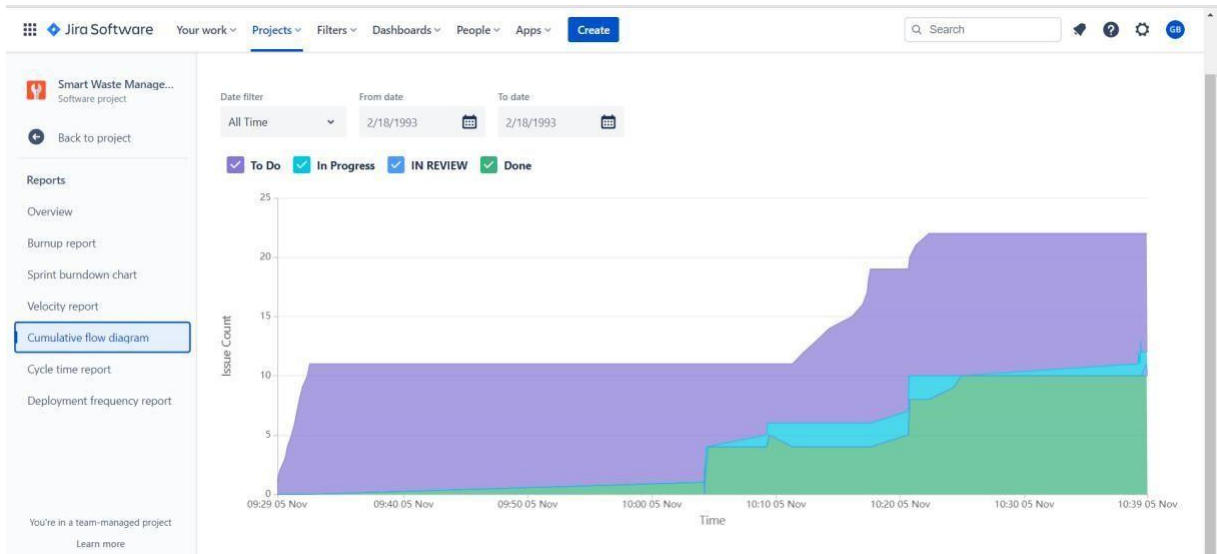 Jira Software Your work Projects Filters Dashboards People Apps Create Search GB
Smart Waste Manage...
Software project
Back to project
Reports
Overview
Burnup report
Sprint burndown chart
Velocity report
Cumulative flow diagram
Cycle time report
Deployment frequency report
You're in a team-managed project
Learn more
Date filter From date To date
All Time 2/18/1993 2/18/1993
To Do In Progress IN REVIEW Done
25
20
15
10
5
0
Issue Count
09:29 05 Nov 09:40 05 Nov 09:50 05 Nov 10:00 05 Nov 10:10 05 Nov 10:20 05 Nov 10:30 05 Nov 10:39 05 Nov
Time